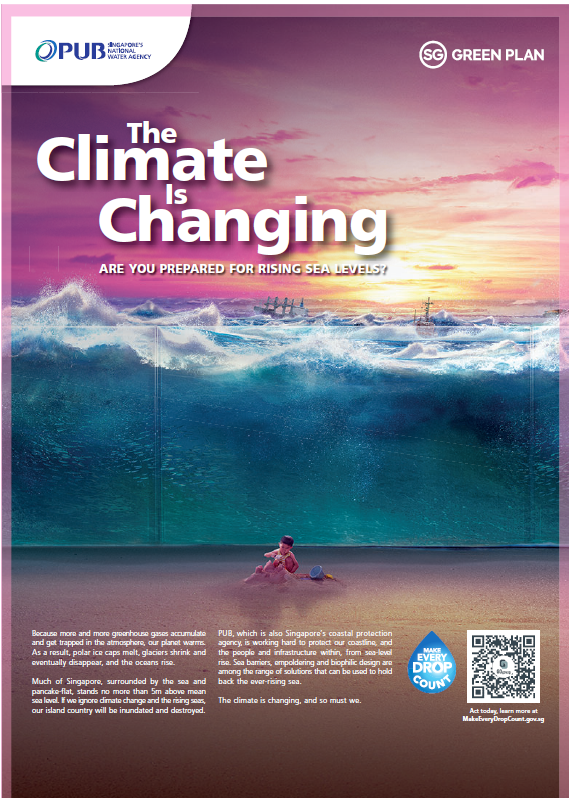 PUB SINGAPORE'S
NATIONAL
WATER AGENCY
SG GREEN PLAN
The
Climate
Is
Changing
ARE YOU PREPARED FOR RISING SEA LEVELS?
Because more and more greenhouse gases accumulate
and get trapped in the atmosphere, our planet warms.
As a result, polar ice caps melt, glaciers shrink and
eventually disappear, and the oceans rise.
Much of Singapore, surrounded by the sea and
pancake-flat, stands no more than 5m above mean
sea level. If we ignore climate change and the rising seas,
our island country will be inundated and destroyed.
PUB, which is also Singapore's coastal protection
agency, is working hard to protect our coastline, and
the people and infrastructure within, from sea-level
rise. Sea barriers, empoldering and biophilic design are
among the range of solutions that can be used to hold
back the ever-rising sea.
The climate is changing, and so must we.
MAKE
EVERY
DROP
COUNT
Act today, learn more at
MakeEveryDropCount.gov.sg